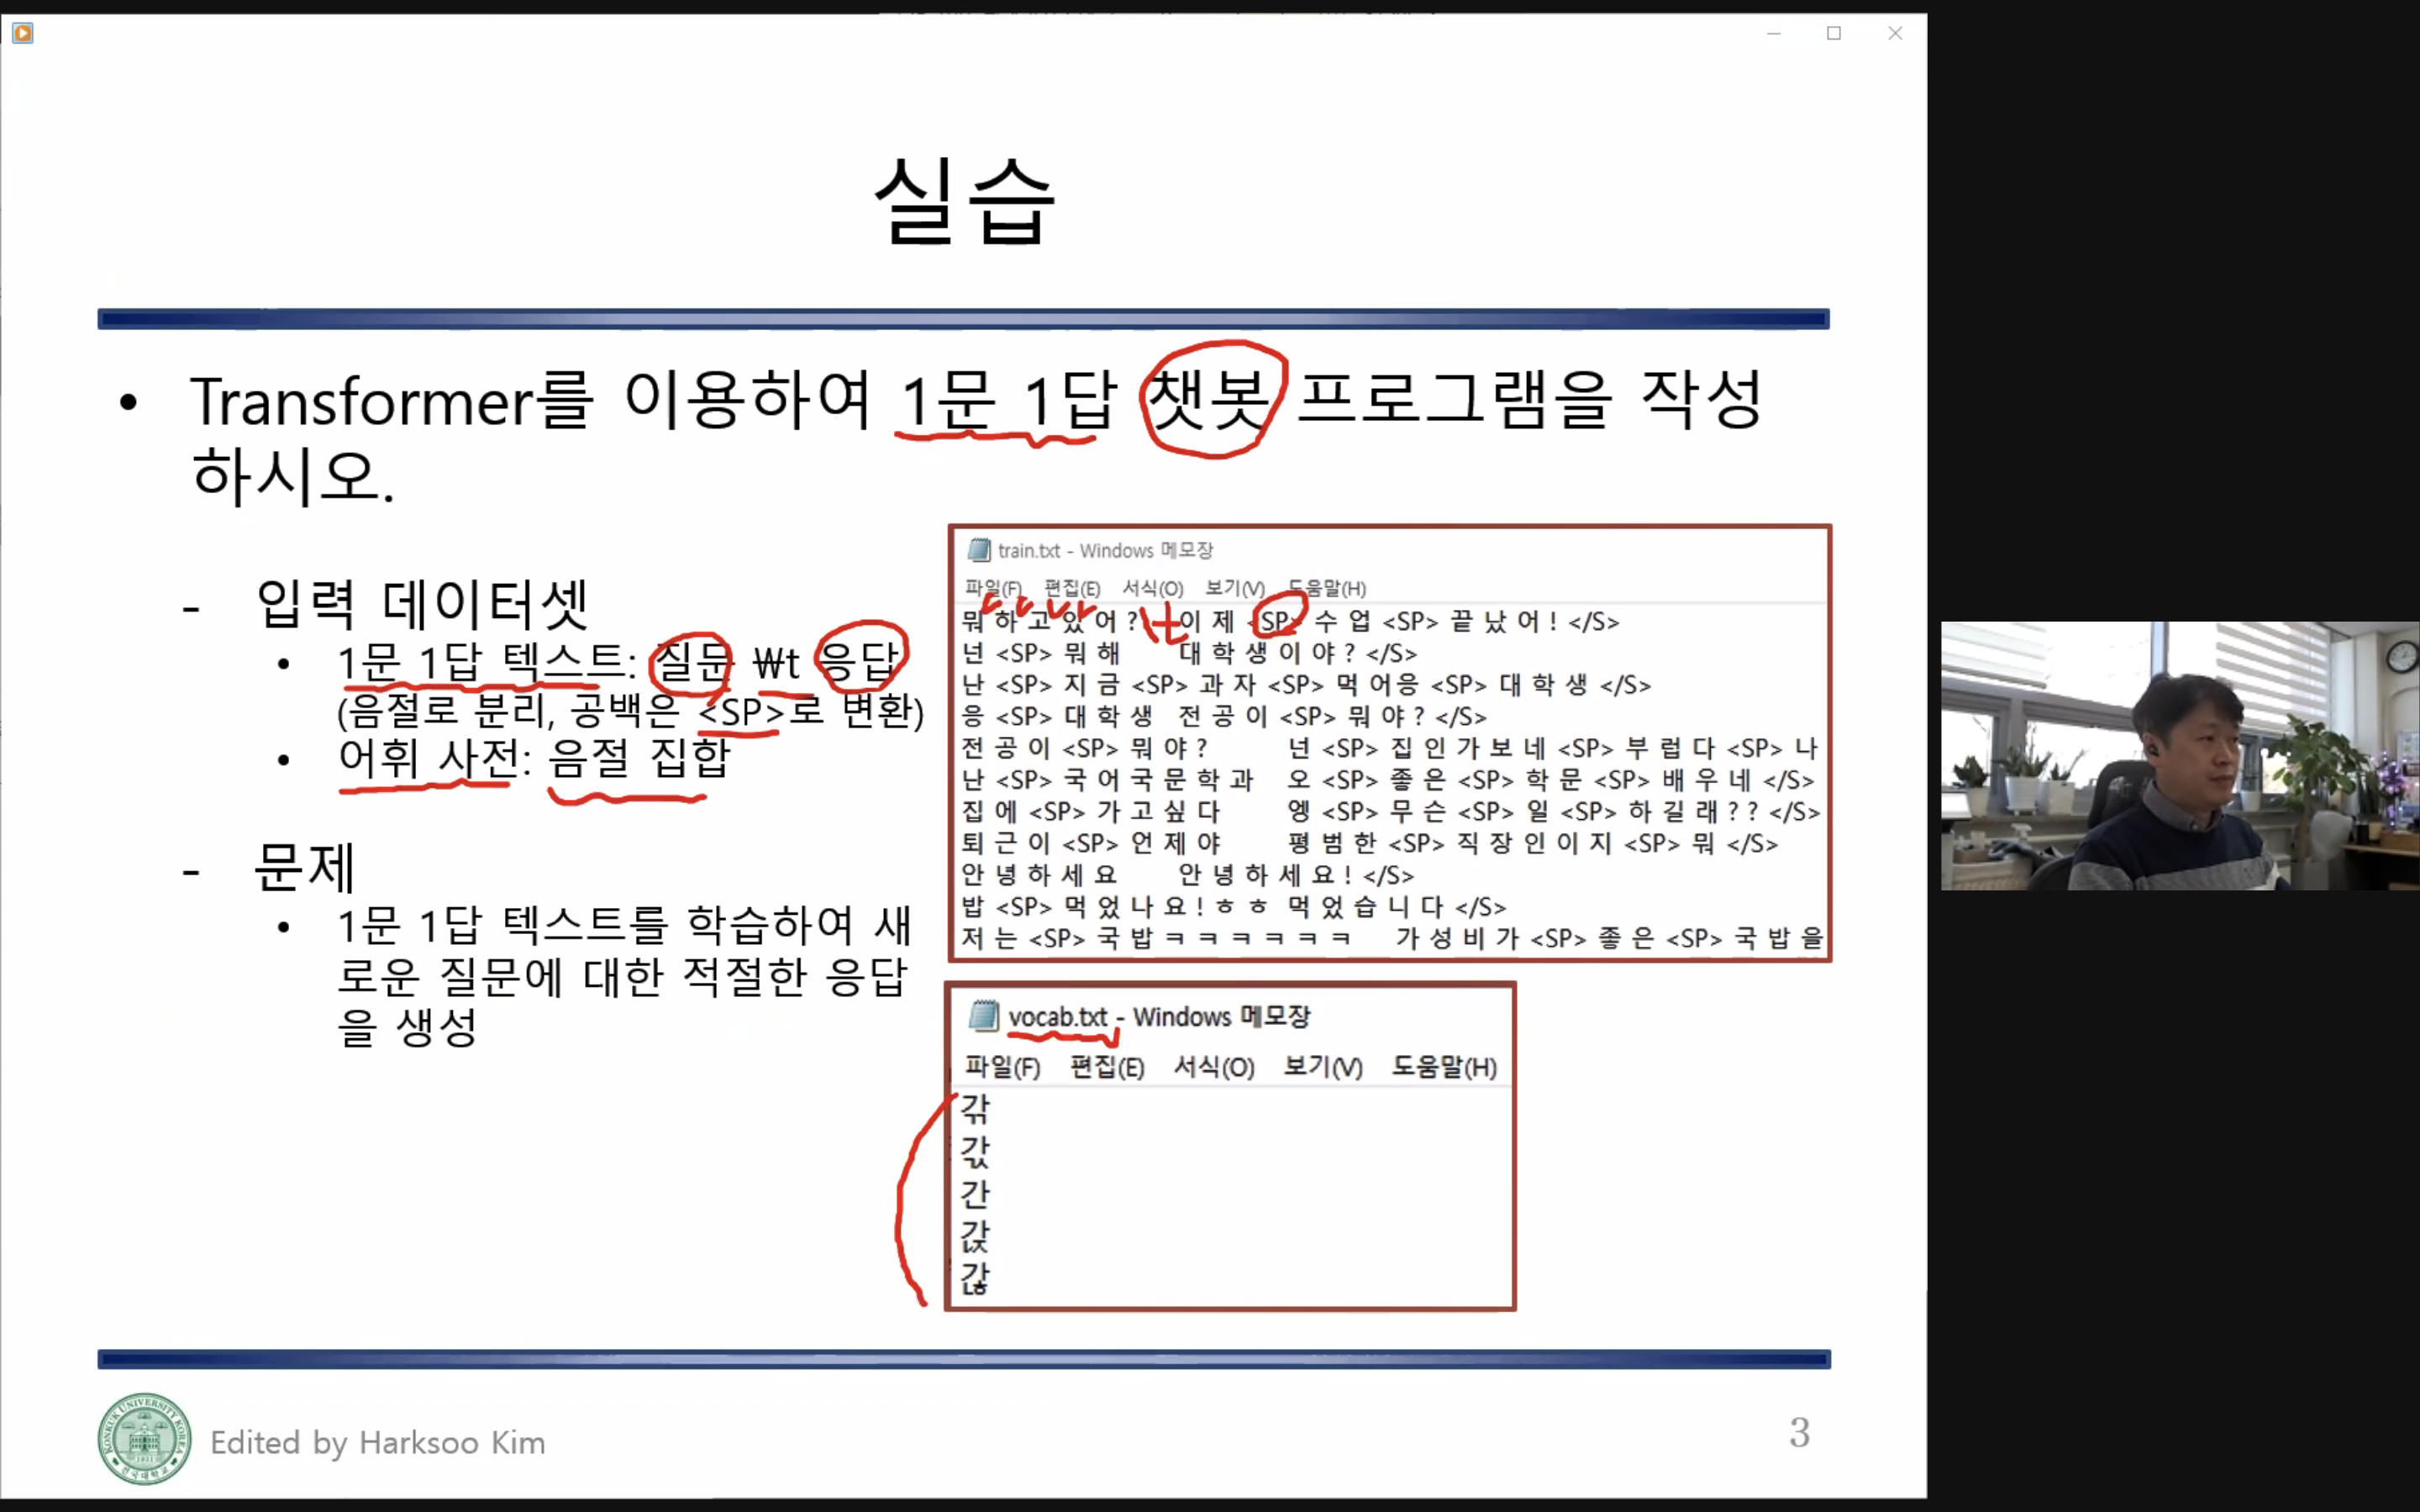 실습
• Transformer를 이용하여 1문 1답 챗봇 프로그램을 작성
하시오.
- 입력 데이터셋
• 1문 1답 텍스트: 질문 ₩t 응답
(음절로 분리, 공백은 <SP>로 변환)
• 어휘 사전: 음절 집합
- 문제
• 1문 1답 텍스트를 학습하여 새
로운 질문에 대한 적절한 응답
을 생성
train.txt - Windows 메모장
파일(F) 편집(E) 서식(O) 보기(V) 도움말(H)
뭐 하 고 있 어 ? \t 이 제 <SP> 수 업 <SP> 끝 났 어 ! </S>
넌 <SP> 뭐 해 대 학 생 이 야 ? </S>
난 <SP> 지 금 <SP> 과 자 <SP> 먹 어 응 <SP> 대 학 생 </S>
응 <SP> 대 학 생 전 공 이 <SP> 뭐 야 ? </S>
전 공 이 <SP> 뭐 야 ? 넌 <SP> 집 인 가 보 네 <SP> 부 럽 다 <SP> 나
난 <SP> 국 어 국 문 학 과 오 <SP> 좋 은 <SP> 학 문 <SP> 배 우 네 </S>
집 에 <SP> 가 고 싶 다 엥 <SP> 무 슨 <SP> 일 <SP> 하 길 래 ? ? </S>
퇴 근 이 <SP> 언 제 야 평 범 한 <SP> 직 장 인 이 지 <SP> 뭐 </S>
안 녕 하 세 요 안 녕 하 세 요 ! </S>
밥 <SP> 먹 었 나 요 ! ㅎ ㅎ 먹 었 습 니 다 </S>
저 는 <SP> 국 밥 ㅋ ㅋ ㅋ ㅋ ㅋ ㅋ 가 성 비 가 <SP> 좋 은 <SP> 국 밥 을
vocab.txt - Windows 메모장
파일(F) 편집(E) 서식(O) 보기(V) 도움말(H)
갂
갃
간
갅
갆
KONKUK UNIVERSITY KOREA
1931
건국대학교
Edited by Harksoo Kim
3